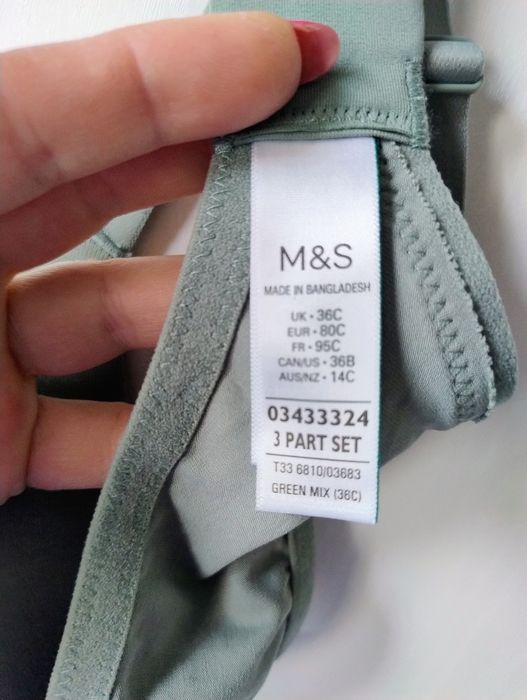 M&S
MADE IN BANGLADESH
UK • 36C
EUR • 80C
FR • 95C
CAN/US • 36B
AUS/NZ • 14C
03433324
3 PART SET
T33 6810/03683
GREEN MIX (36C)